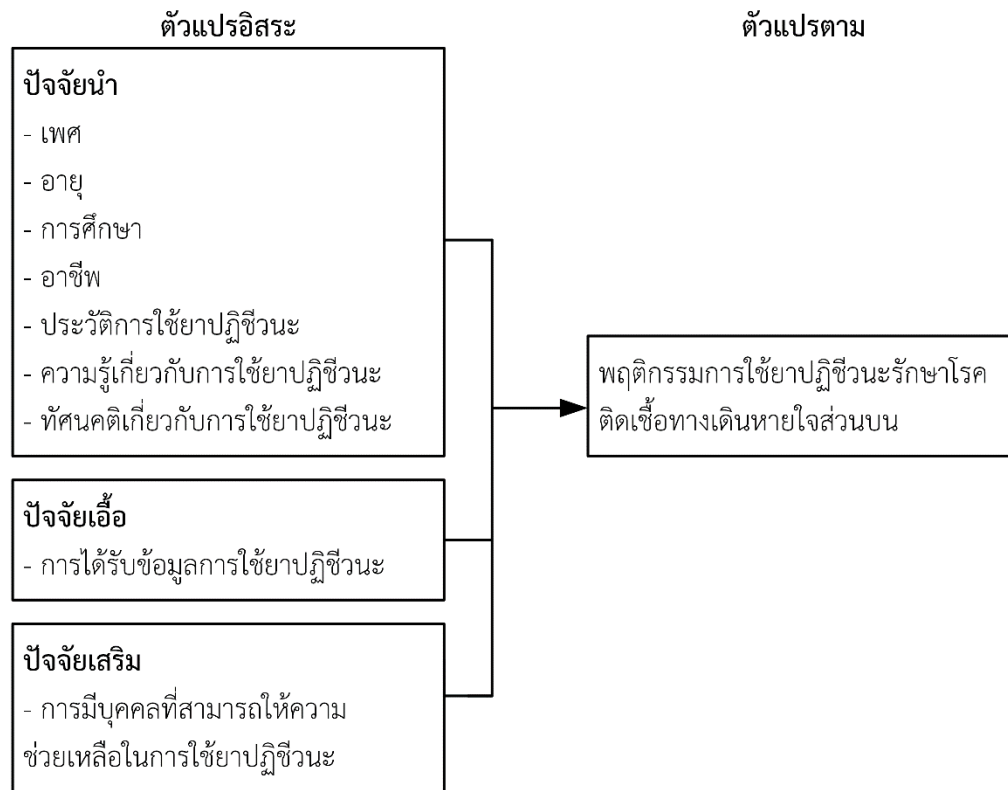 ตัวแปรอิสระ
ตัวแปรตาม
ปัจจัยนำ
- เพศ
- อายุ
- การศึกษา
- อาชีพ
- ประวัติการใช้ยาปฏิชีวนะ
- ความรู้เกี่ยวกับการใช้ยาปฏิชีวนะ
- ทัศนคติเกี่ยวกับการใช้ยาปฏิชีวนะ
ปัจจัยเอื้อ
- การได้รับข้อมูลการใช้ยาปฏิชีวนะ
ปัจจัยเสริม
- การมีบุคคลที่สามารถให้ความ
ช่วยเหลือในการใช้ยาปฏิชีวนะ
พฤติกรรมการใช้ยาปฏิชีวนะรักษาโรค
ติดเชื้อทางเดินหายใจส่วนบน